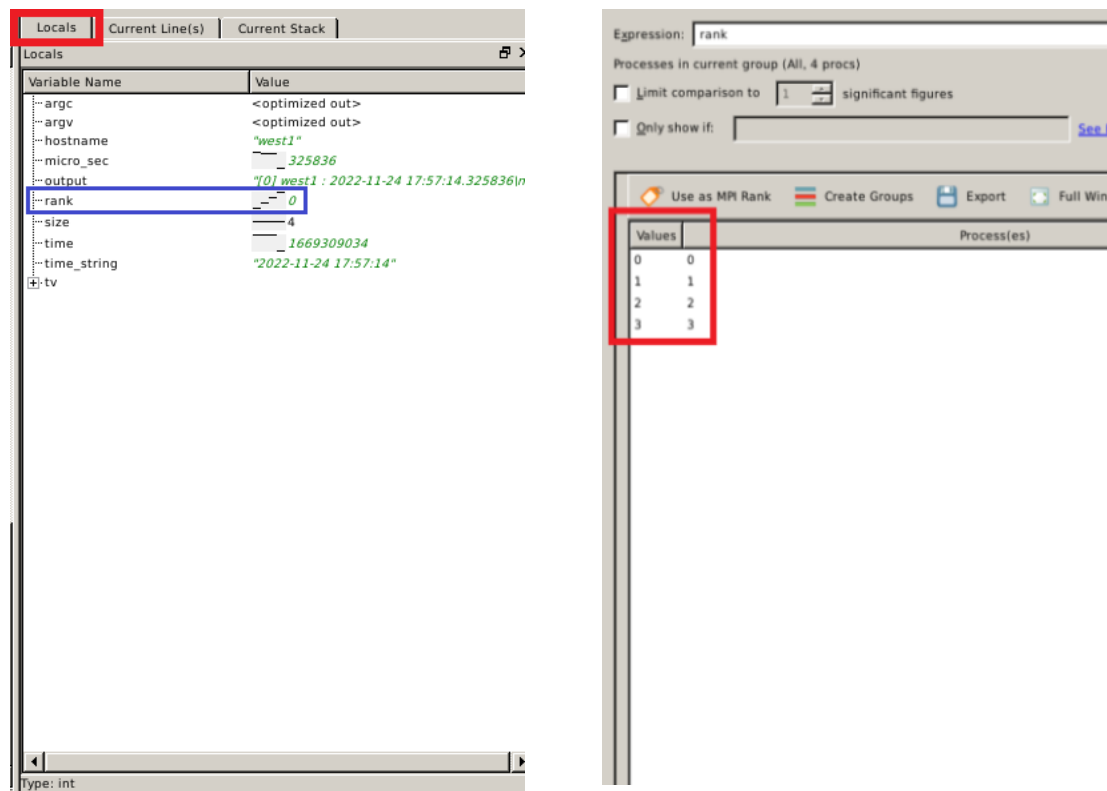 Locals Current Line(s) Current Stack
Locals
Variable Name Value
argc <optimized out>
argv <optimized out>
hostname "west1"
micro_sec 325836
output "[0] west1 : 2022-11-24 17:57:14.325836\n
rank 0
size 4
time 1669309034
time_string "2022-11-24 17:57:14"
tv
Type: int
Expression: rank
Processes in current group (All, 4 procs)
Limit comparison to 1 significant figures
Only show if: See
Use as MPI Rank Create Groups Export Full Win
Values Process(es)
0 0
1 1
2 2
3 3